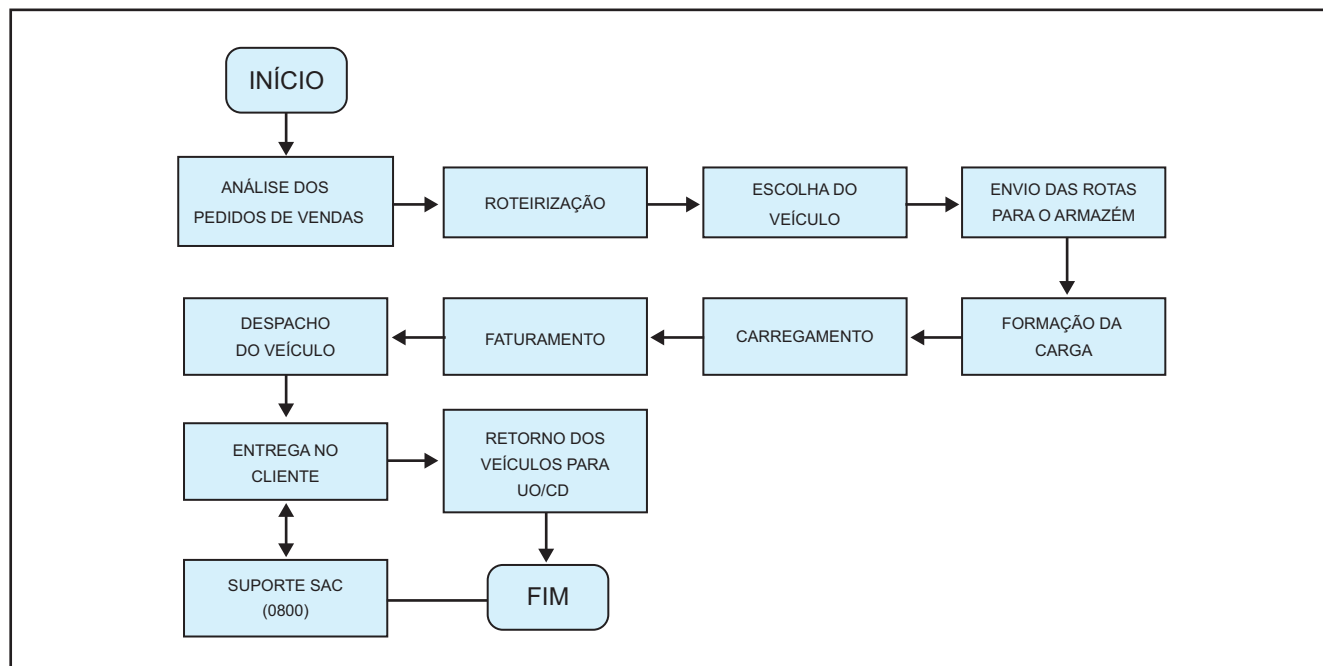 INÍCIO
ANÁLISE DOS
PEDIDOS DE VENDAS
ROTEIRIZAÇÃO
ESCOLHA DO
VEÍCULO
ENVIO DAS ROTAS
PARA O ARMAZÉM
FORMAÇÃO DA
CARGA
CARREGAMENTO
FATURAMENTO
DESPACHO
DO VEÍCULO
ENTREGA NO
CLIENTE
RETORNO DOS
VEÍCULOS PARA
UO/CD
SUPORTE SAC
(0800)
FIM